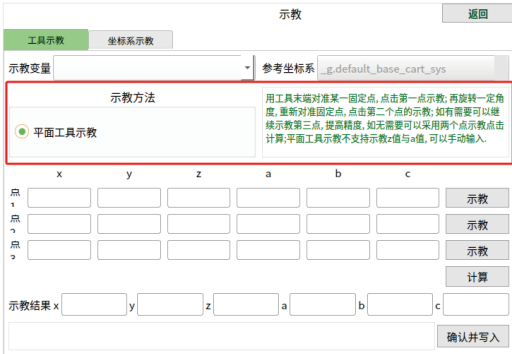 示教
返回
工具示教
坐标系示教
示教变量
参考坐标系
_g.default_base_cart_sys
示教方法
平面工具示教
用工具末端对准某一固定点, 点击第一点示教; 再旋转一定角
度, 重新对准固定点, 点击第二个点的示教; 如有需要可以继
续示教第三点, 提高精度, 如无需要可以采用两个点示教点击
计算;平面工具示教不支持示教z值与a值, 可以手动输入.
x y z a b c
点1 示教
点2 示教
点3 示教
计算
示教结果 x y z a b c
确认并写入